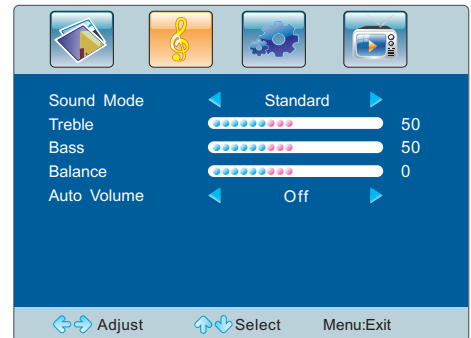 Sound Mode Standard
Treble 50
Bass 50
Balance 0
Auto Volume Off
Adjust Select Menu:Exit